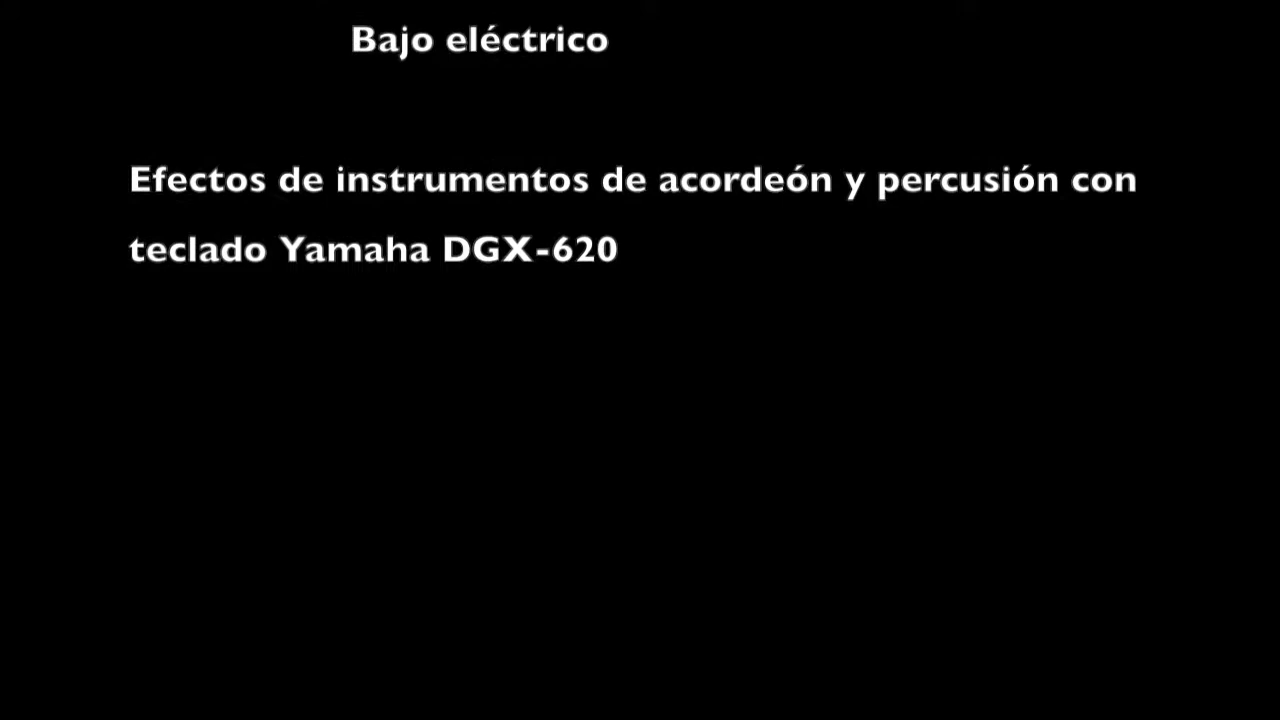 Bajo eléctrico
Efectos de instrumentos de acordeón y percusión con
teclado Yamaha DGX-620